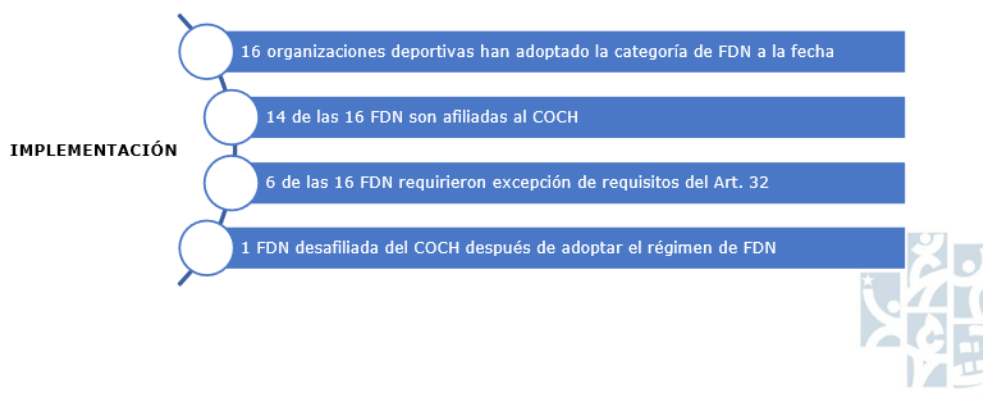 16 organizaciones deportivas han adoptado la categoría de FDN a la fecha
14 de las 16 FDN son afiliadas al COCH
IMPLEMENTACIÓN
6 de las 16 FDN requirieron excepción de requisitos del Art. 32
1 FDN desafiliada del COCH después de adoptar el régimen de FDN